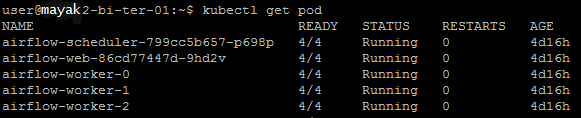 user@mayak2-bi-ter-01:~$ kubectl get pod
NAME READY STATUS RESTARTS AGE
airflow-scheduler-799cc5b657-p698p 4/4 Running 0 4d16h
airflow-web-86cd77447d-9hd2v 4/4 Running 0 4d16h
airflow-worker-0 4/4 Running 0 4d16h
airflow-worker-1 4/4 Running 0 4d16h
airflow-worker-2 4/4 Running 0 4d16h